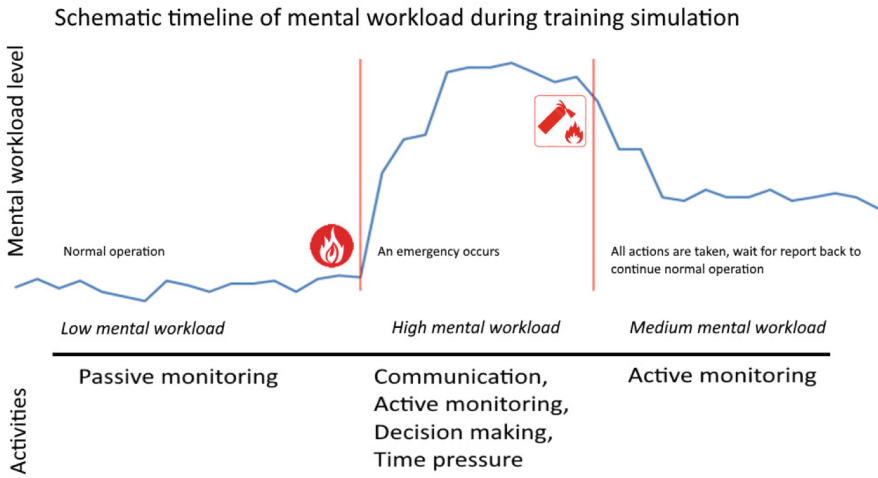 Schematic timeline of mental workload during training simulation
Mental workload level
Normal operation
An emergency occurs
All actions are taken, wait for report back to
continue normal operation
Low mental workload
High mental workload
Medium mental workload
Activities
Passive monitoring
Communication,
Active monitoring,
Decision making,
Time pressure
Active monitoring